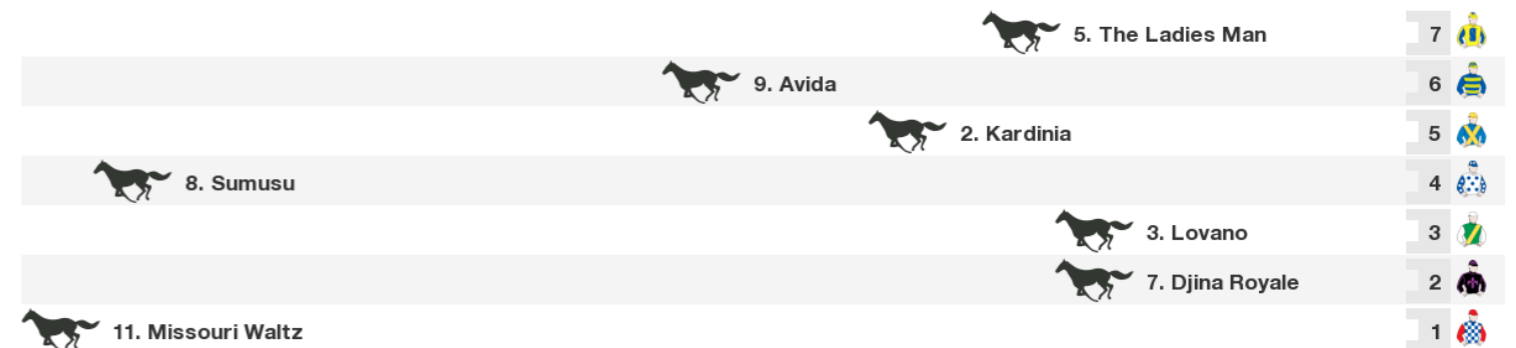 5. The Ladies Man 7
9. Avida 6
2. Kardinia 5
8. Sumusu 4
3. Lovano 3
7. Djina Royale 2
11. Missouri Waltz 1